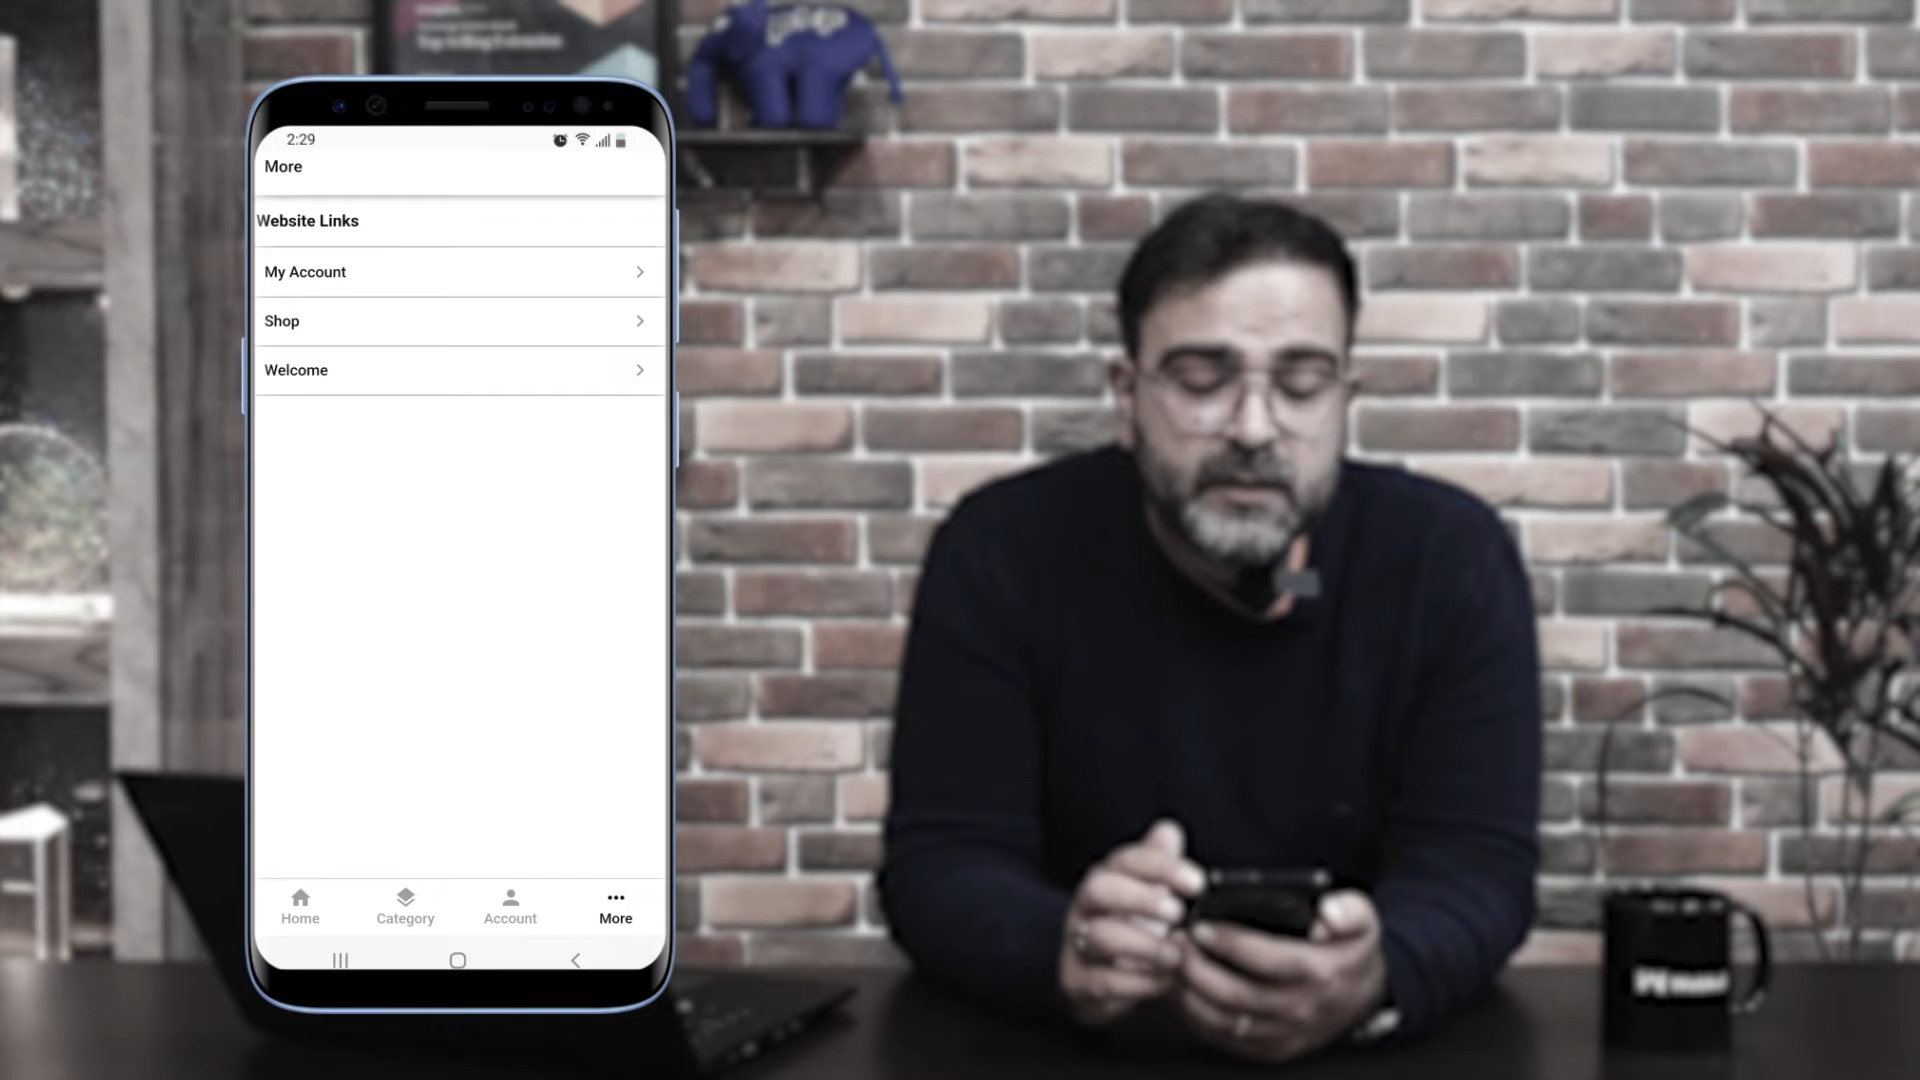 2:29
More
Website Links
My Account
Shop
Welcome
Home
Category
Account
More